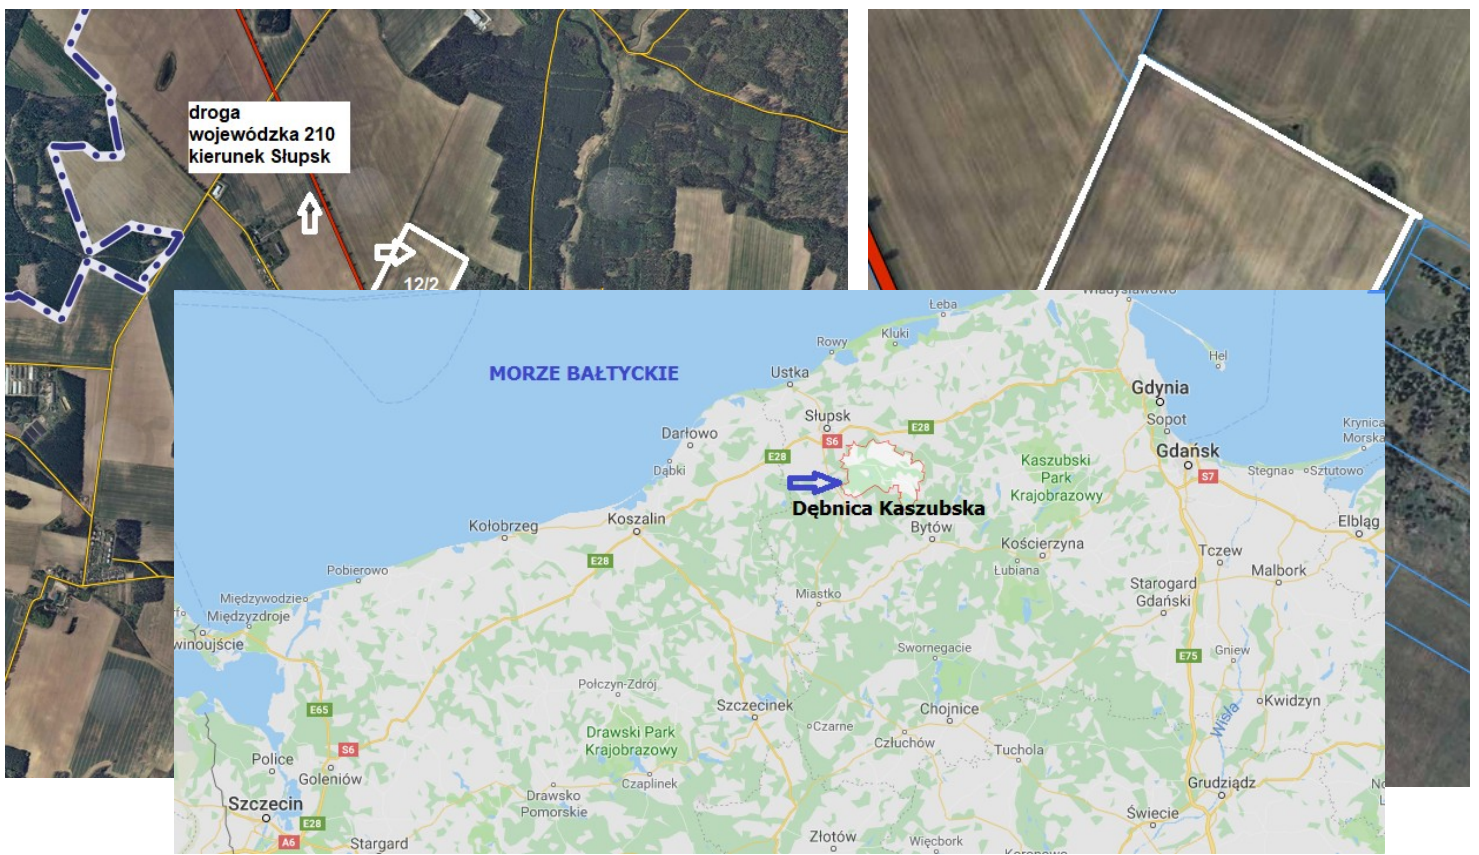 droga
wojewódzka 210
kierunek Słupsk
12/2
Władysławowo
Łeba
Kluki
Rowy
Hel
MORZE BAŁTYCKIE
Ustka
Gdynia
Słupsk
Sopot
Krynica
Morska
E28
Darłowo
S6
Gdańsk
E28
Kaszubski
Park
Krajobrazowy
Dąbki
S7
Stegna
Sztutowo
Dębnica Kaszubska
Kołobrzeg
Koszalin
Bytów
Elbląg
Kościerzyna
Tczew
E28
Pobierowo
Łubiana
Malbork
Starogard
Gdański
Międzywodzie
Miastko
Międzyzdroje
winoujście
Swornegacie
E75
Gniew
Połczyn-Zdrój
Kwidzyn
E65
Szczecinek
Chojnice
Wisła
Czarne
Drawski Park
Krajobrazowy
Człuchów
S6
Tuchola
Police
Goleniów
Czaplinek
Grudziądz
Drawsko
Pomorskie
Szczecin
Świecie
E28
Złotów
A6
Stargard
Więcbork